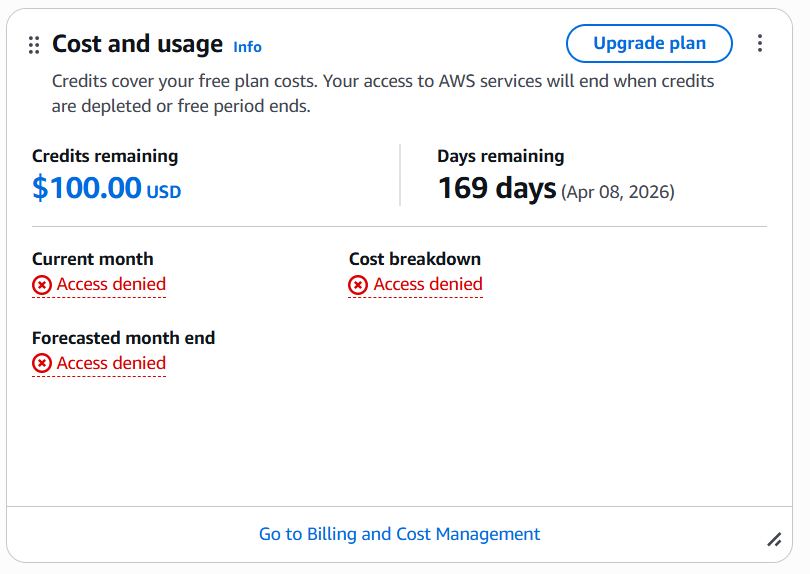 Cost and usage Info
Upgrade plan
Credits cover your free plan costs. Your access to AWS services will end when credits
are depleted or free period ends.
Credits remaining
$100.00 USD
Days remaining
169 days (Apr 08, 2026)
Current month
Access denied
Cost breakdown
Access denied
Forecasted month end
Access denied
Go to Billing and Cost Management